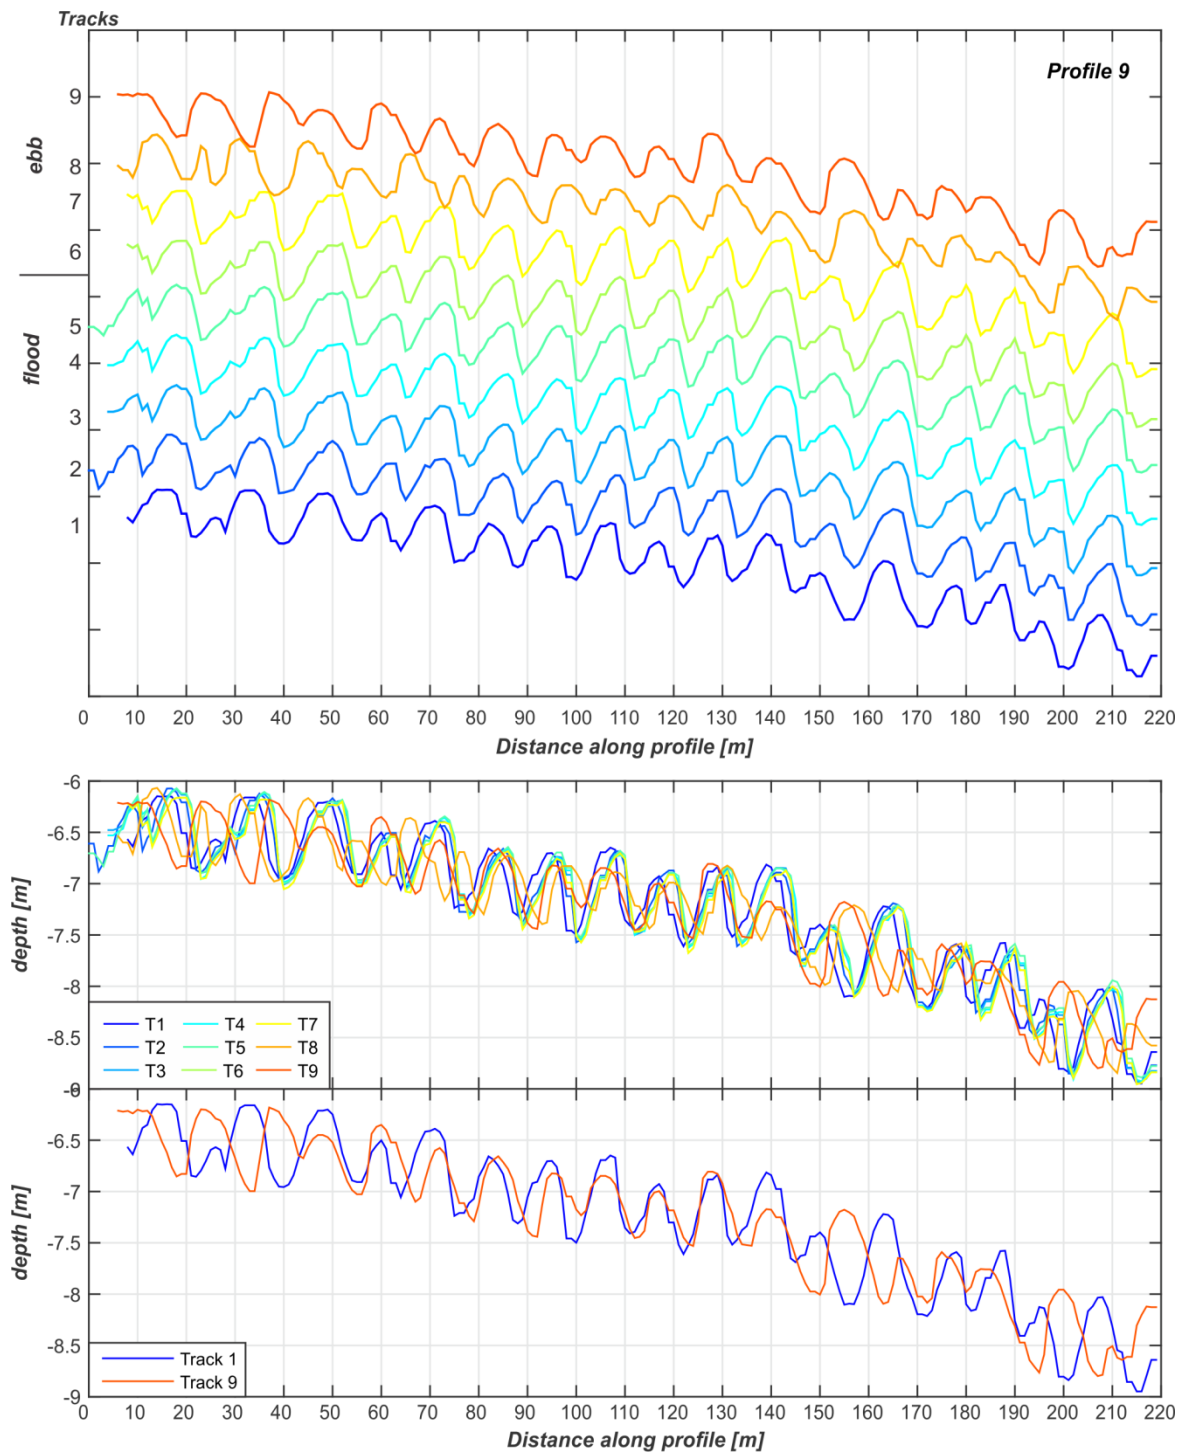 Tracks
Profile 9
9
8
7
6
5
4
3
2
1
ebb
flood
0 10 20 30 40 50 60 70 80 90 100 110 120 130 140 150 160 170 180 190 200 210 220
Distance along profile [m]
-6
-6.5
-7
-7.5
-8
-8.5
-9
depth [m]
T1 T4 T7
T2 T5 T8
T3 T6 T9
-6
-6.5
-7
-7.5
-8
-8.5
-9
depth [m]
Track 1
Track 9
0 10 20 30 40 50 60 70 80 90 100 110 120 130 140 150 160 170 180 190 200 210 220
Distance along profile [m]